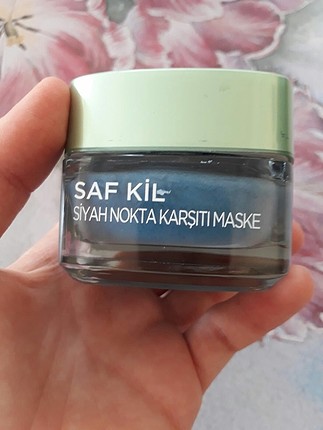 SAF KİL
SİYAH NOKTA KARŞITI MASKE